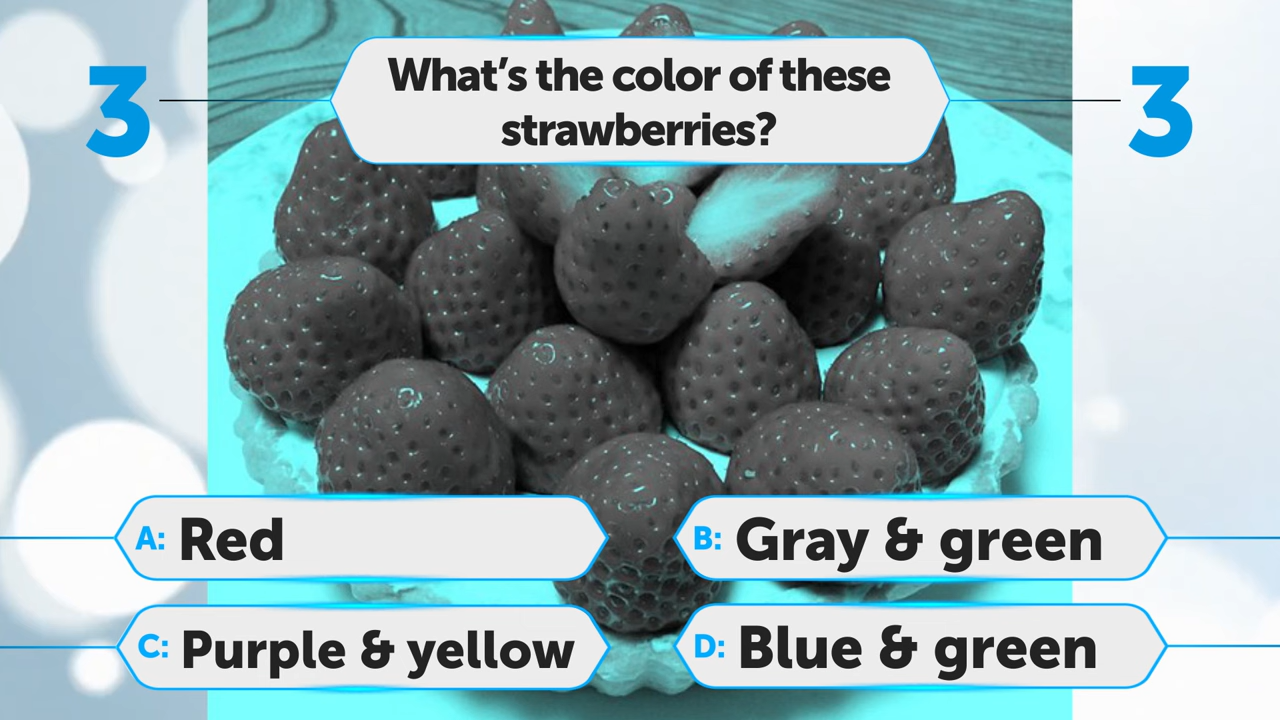 3
What's the color of these
strawberries?
3
A: Red
B: Gray & green
C: Purple & yellow
D: Blue & green